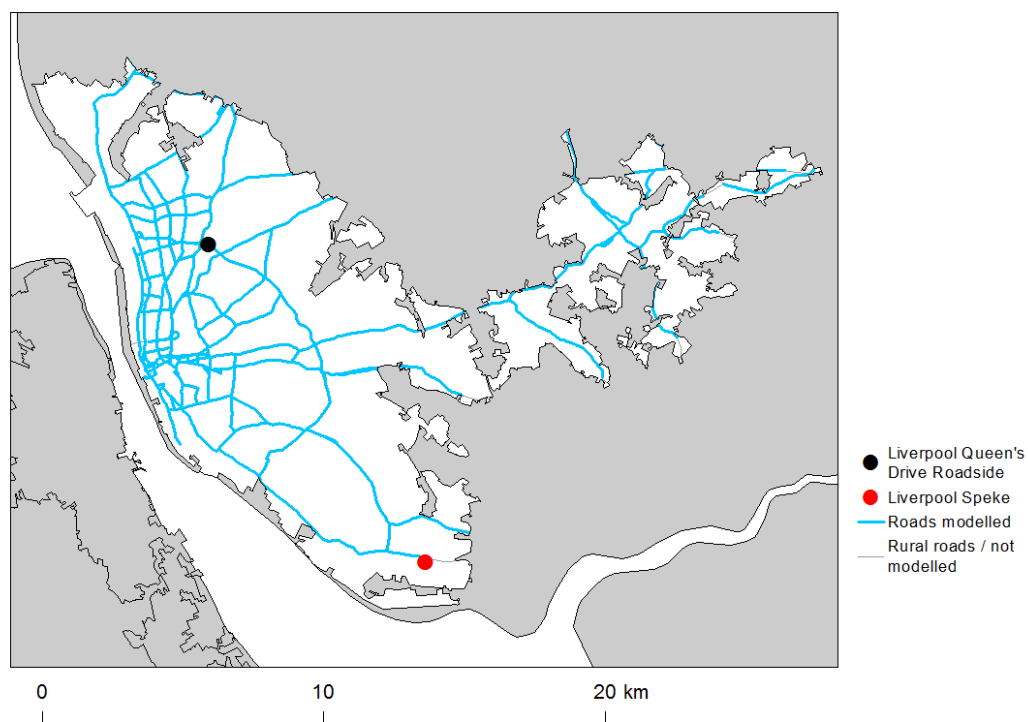 Liverpool Queen's
Drive Roadside
Liverpool Speke
Roads modelled
Rural roads / not
modelled
0 10 20 km